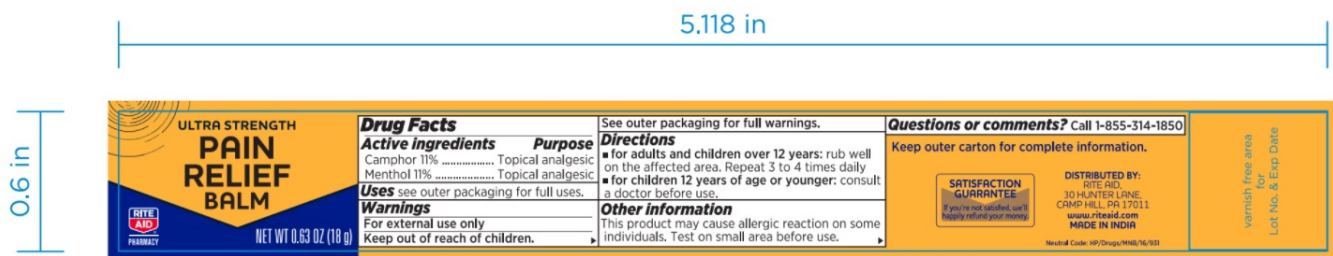 5.118 in
0.6 in
ULTRA STRENGTH
PAIN
RELIEF
BALM
RITE
AID
PHARMACY
NET WT 0.63 OZ (18 g)
Drug Facts
Active ingredients Purpose
Camphor 11% .................. Topical analgesic
Menthol 11% .................... Topical analgesic
Uses see outer packaging for full uses.
Warnings
For external use only
Keep out of reach of children.
See outer packaging for full warnings.
Directions
▪ for adults and children over 12 years: rub well
on the affected area. Repeat 3 to 4 times daily
▪ for children 12 years of age or younger: consult
a doctor before use.
Other information
This product may cause allergic reaction on some
individuals. Test on small area before use.
Questions or comments? Call 1-855-314-1850
Keep outer carton for complete information.
SATISFACTION
GUARANTEE
If you're not satisfied, we'll
happily refund your money.
DISTRIBUTED BY:
RITE AID,
30 HUNTER LANE,
CAMP HILL, PA 17011
www.riteaid.com
MADE IN INDIA
Neutral Code: HP/Drugs/MNB/16/931
varnish free area
for
Lot No. & Exp Date